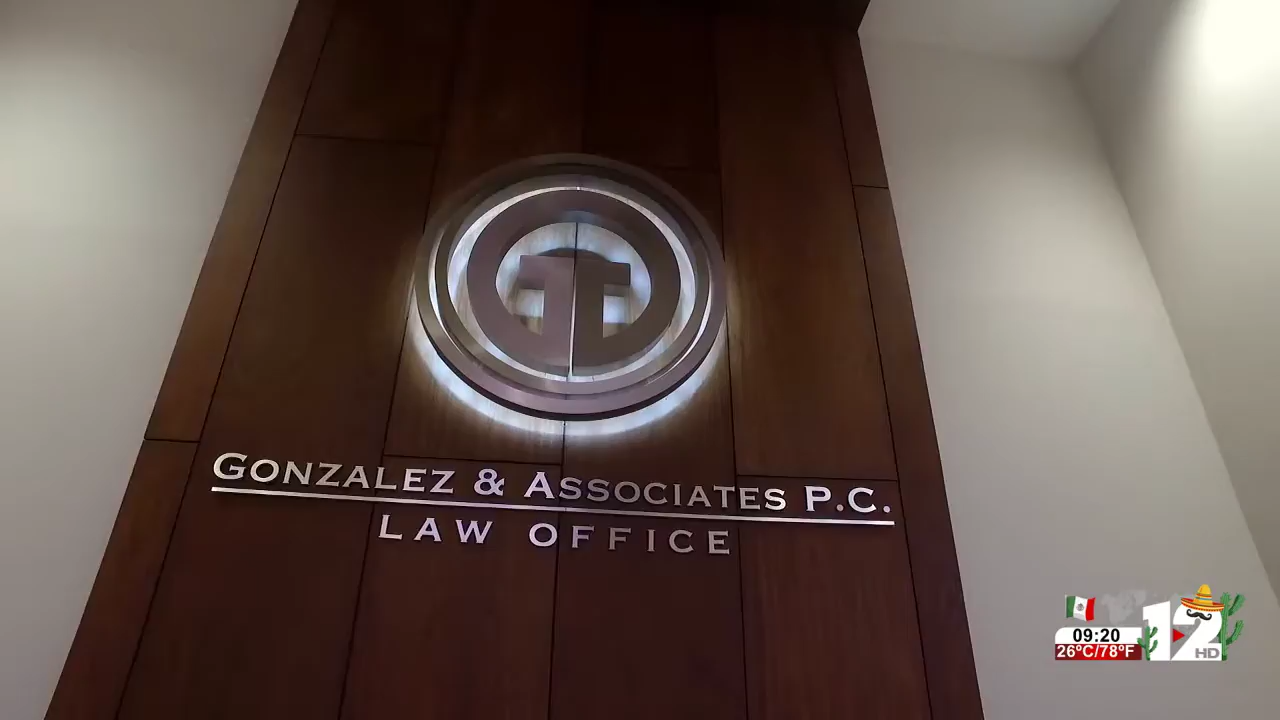 GONZALEZ & ASSOCIATES P.C.
LAW OFFICE
09:20
26°C/78°F
12
HD